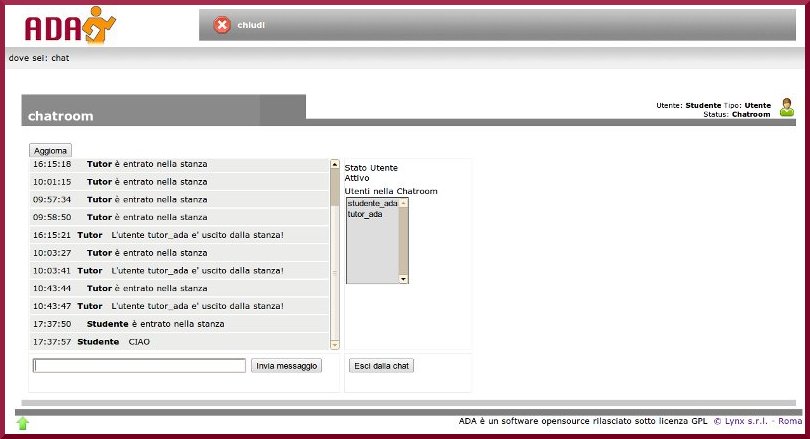 ADA
chiudi
dove sei: chat
chatroom
Utente: Studente Tipo: Utente
Status: Chatroom
Aggiorna
16:15:18 Tutor è entrato nella stanza
10:01:15 Tutor è entrato nella stanza
09:57:34 Tutor è entrato nella stanza
09:58:50 Tutor è entrato nella stanza
16:15:21 Tutor L'utente tutor_ada e' uscito dalla stanza!
10:03:27 Tutor è entrato nella stanza
10:03:41 Tutor L'utente tutor_ada e' uscito dalla stanza!
10:43:44 Tutor è entrato nella stanza
10:43:47 Tutor L'utente tutor_ada e' uscito dalla stanza!
17:37:50 Studente è entrato nella stanza
17:37:57 Studente CIAO
Invia messaggio
Stato Utente
Attivo
Utenti nella Chatroom
studente_ada
tutor_ada
Esci dalla chat
ADA è un software opensource rilasciato sotto licenza GPL © Lynx s.r.l. - Roma